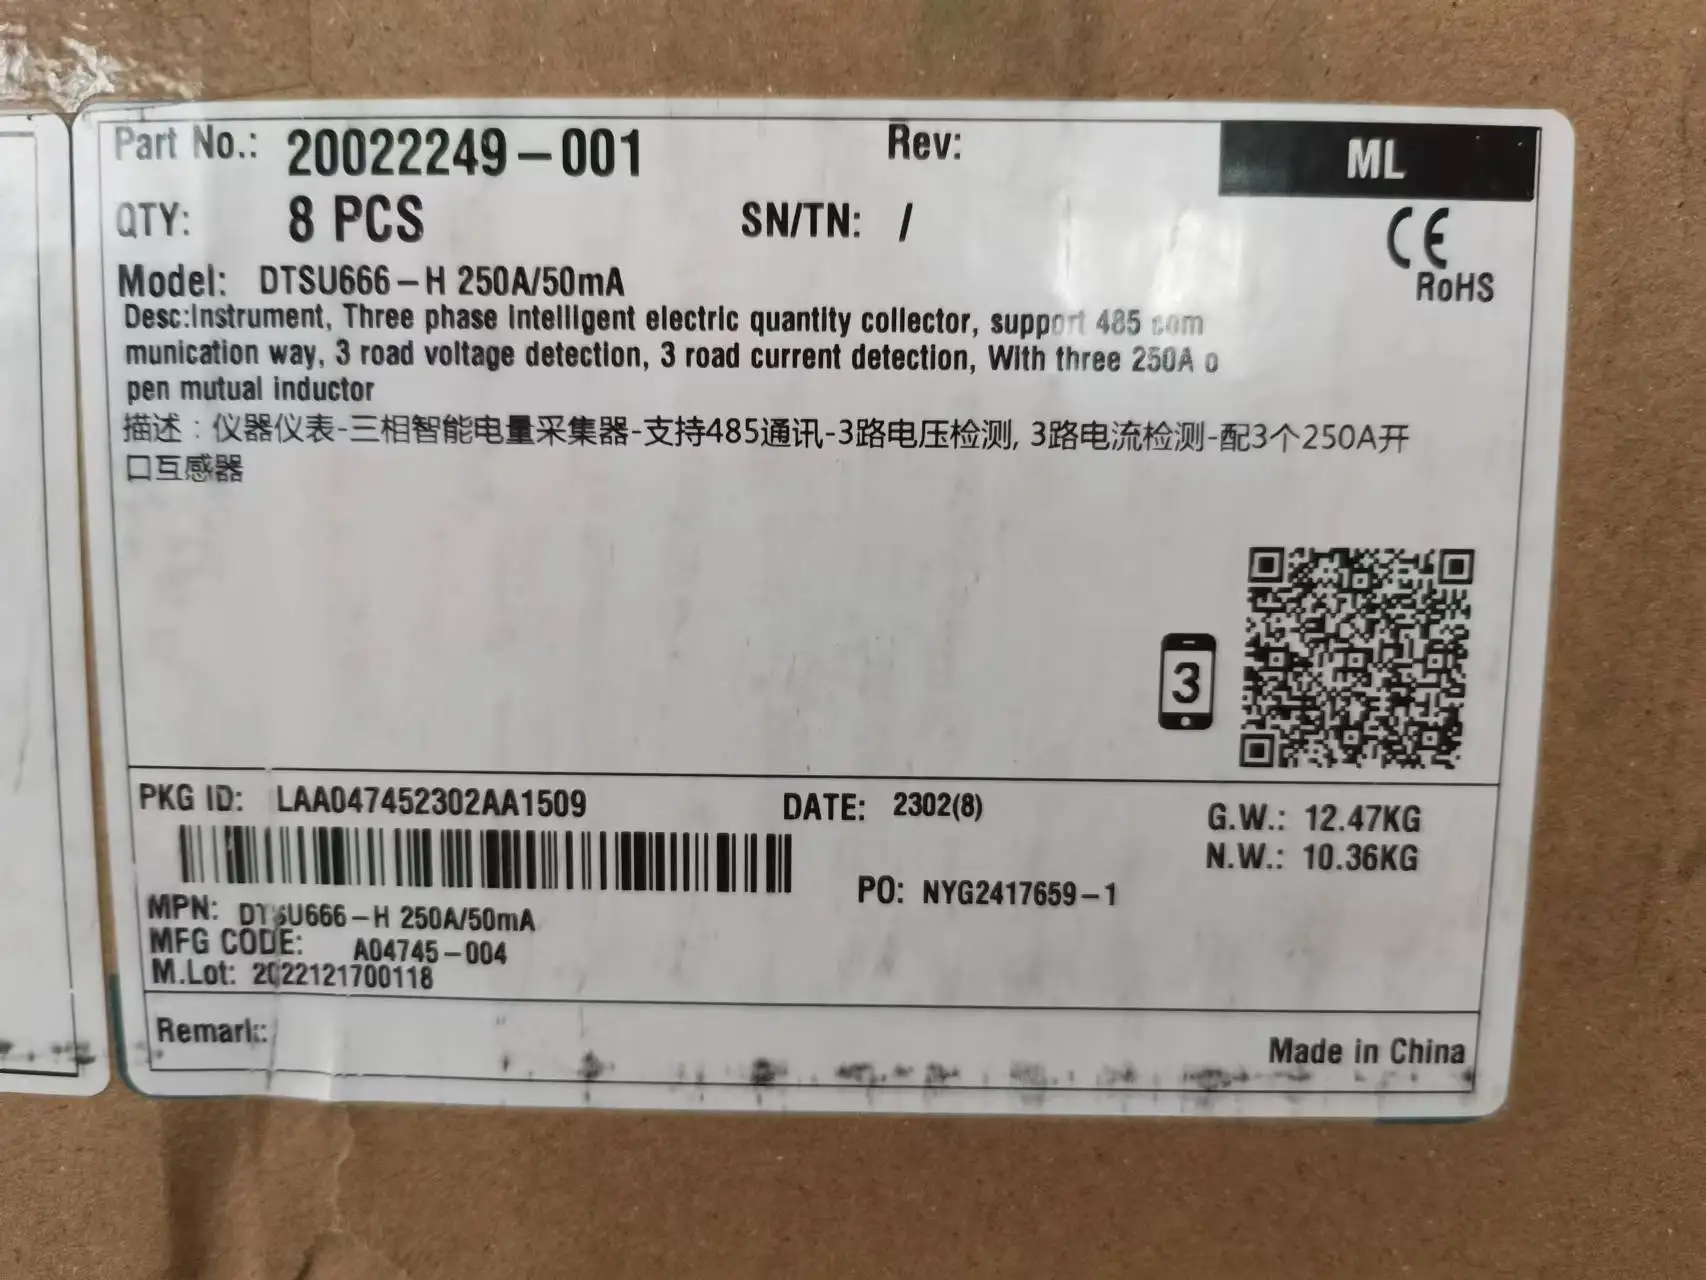 Part No.: 20022249-001 Rev: ML
QTY: 8 PCS SN/TN: /
CE
RoHS
Model: DTSU666-H 250A/50mA
Desc:Instrument, Three phase intelligent electric quantity collector, support 485 com
munication way, 3 road voltage detection, 3 road current detection, With three 250A o
pen mutual inductor
描述：仪器仪表-三相智能电量采集器-支持485通讯-3路电压检测, 3路电流检测-配3个250A开
口互感器
3
PKG ID: LAA047452302AA1509 DATE: 2302(8) G.W.: 12.47KG
N.W.: 10.36KG
PO: NYG2417659-1
MPN: DTSU666-H 250A/50mA
MFG CODE: A04745-004
M.Lot: 2022121700118
Remark:
Made in China